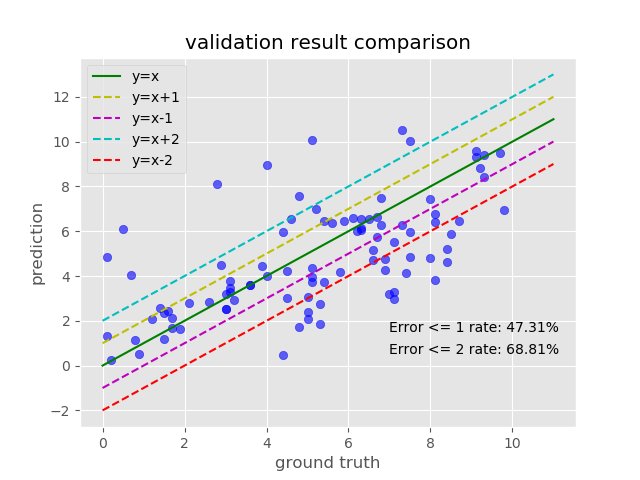 validation result comparison
y=x
y=x+1
y=x-1
y=x+2
y=x-2
12
10
8
6
4
2
0
−2
prediction
Error <= 1 rate: 47.31%
Error <= 2 rate: 68.81%
0 2 4 6 8 10
ground truth